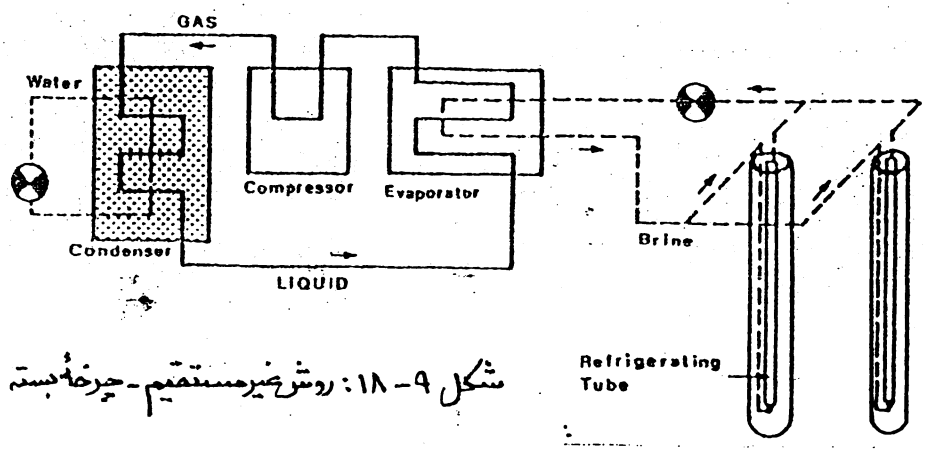 GAS
Water
Compressor
Evaporator
Condenser
LIQUID
Brine
Refrigerating
Tube
شکل ۹-۱۸: روش غیرمستقیم - چرخهٔ بسته